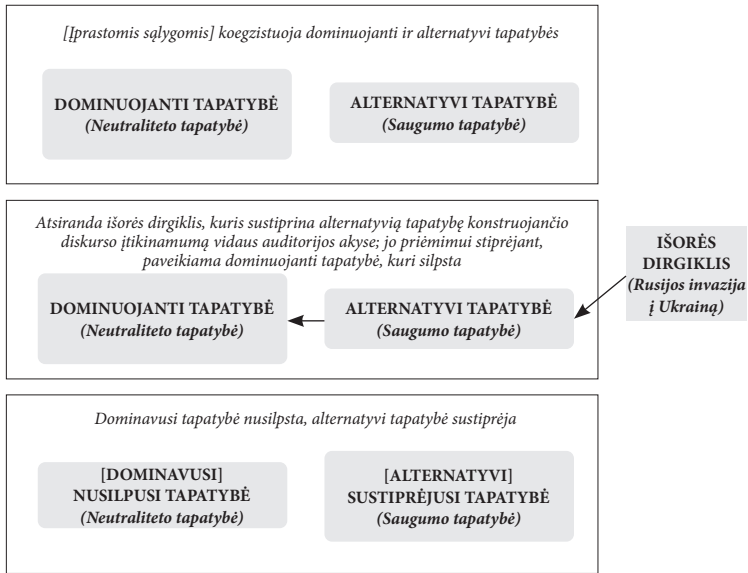 [Įprastomis sąlygomis] koegzistuoja dominuojanti ir alternatyvi tapatybės
DOMINUOJANTI TAPATYBĖ
(Neutraliteto tapatybė)
ALTERNATYVI TAPATYBĖ
(Saugumo tapatybė)
Atsiranda išorės dirgiklis, kuris sustiprina alternatyvią tapatybę konstruojančio
diskurso įtikinamumą vidaus auditorijos akyse; jo priėmimui stiprėjant,
paveikiama dominuojanti tapatybė, kuri silpsta
DOMINUOJANTI TAPATYBĖ
(Neutraliteto tapatybė)
ALTERNATYVI TAPATYBĖ
(Saugumo tapatybė)
IŠORĖS
DIRGIKLIS
(Rusijos invazija
į Ukrainą)
Dominavusi tapatybė nusilpsta, alternatyvi tapatybė sustiprėja
[DOMINAVUSI]
NUSILPUSI TAPATYBĖ
(Neutraliteto tapatybė)
[ALTERNATYVI]
SUSTIPRĖJUSI TAPATYBĖ
(Saugumo tapatybė)